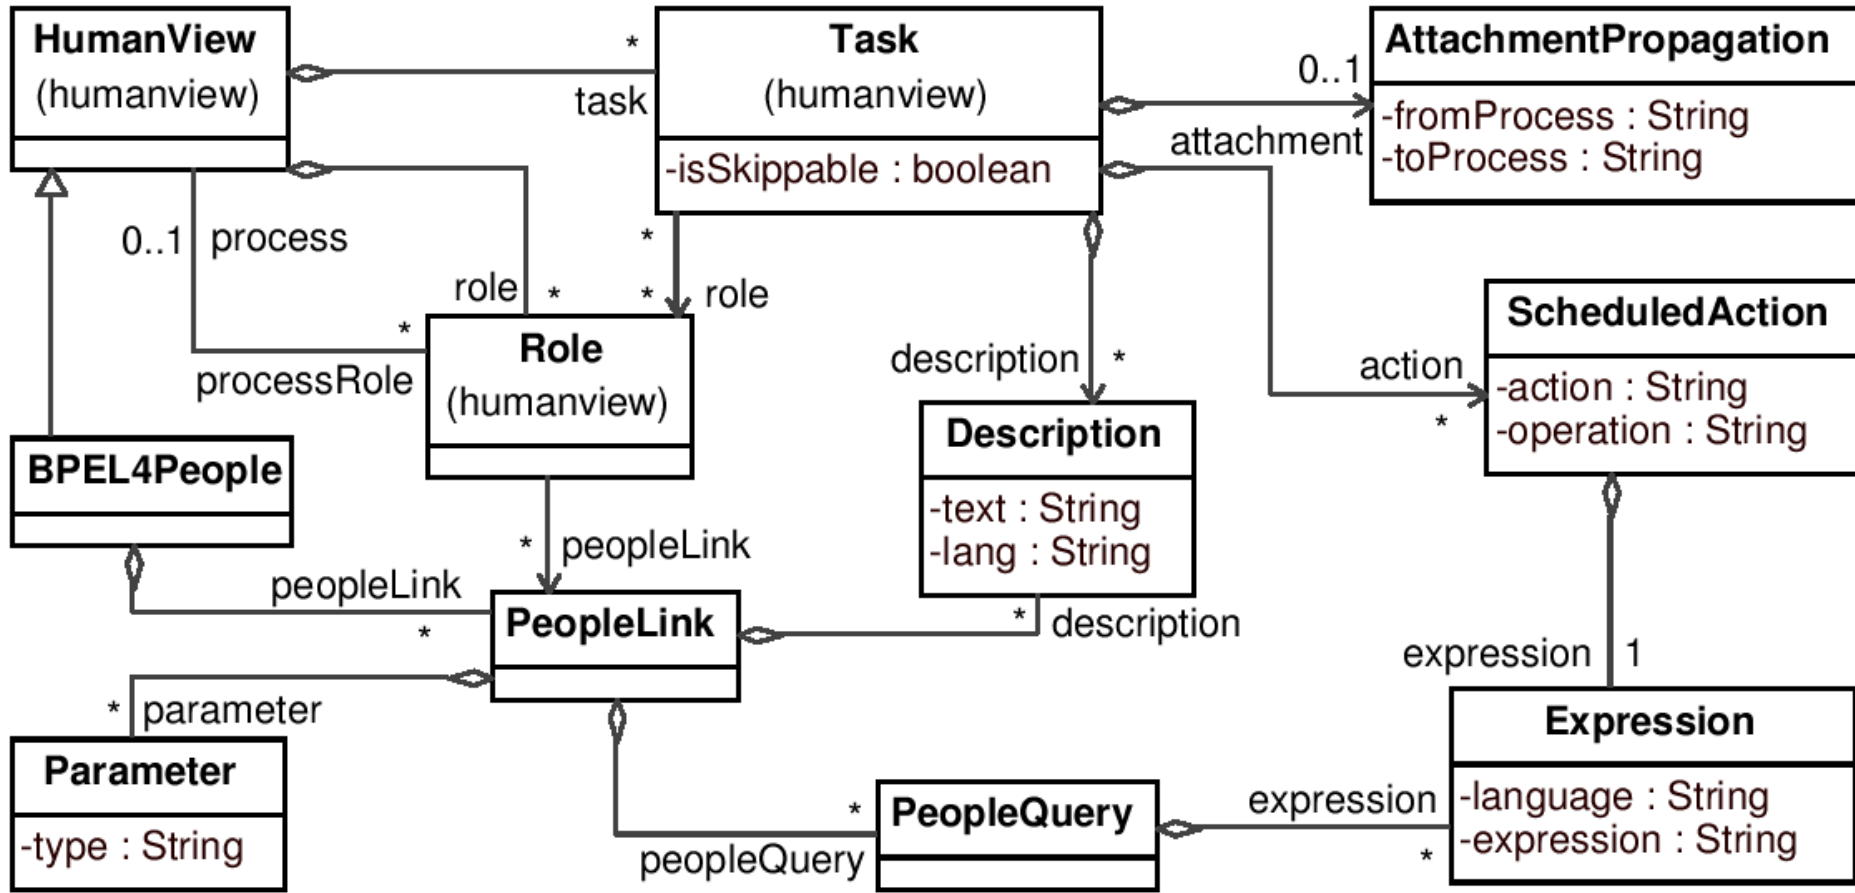 HumanView
(humanview)
*
task
Task
(humanview)
-isSkippable : boolean
0..1
attachment
AttachmentPropagation
-fromProcess : String
-toProcess : String
0..1
process
*
processRole
role
*
*
*
role
Role
(humanview)
description
*
action
*
ScheduledAction
-action : String
-operation : String
BPEL4People
Description
-text : String
-lang : String
*
peopleLink
peopleLink
*
PeopleLink
*
description
expression
1
*
parameter
Parameter
-type : String
*
peopleQuery
PeopleQuery
expression
*
Expression
-language : String
-expression : String